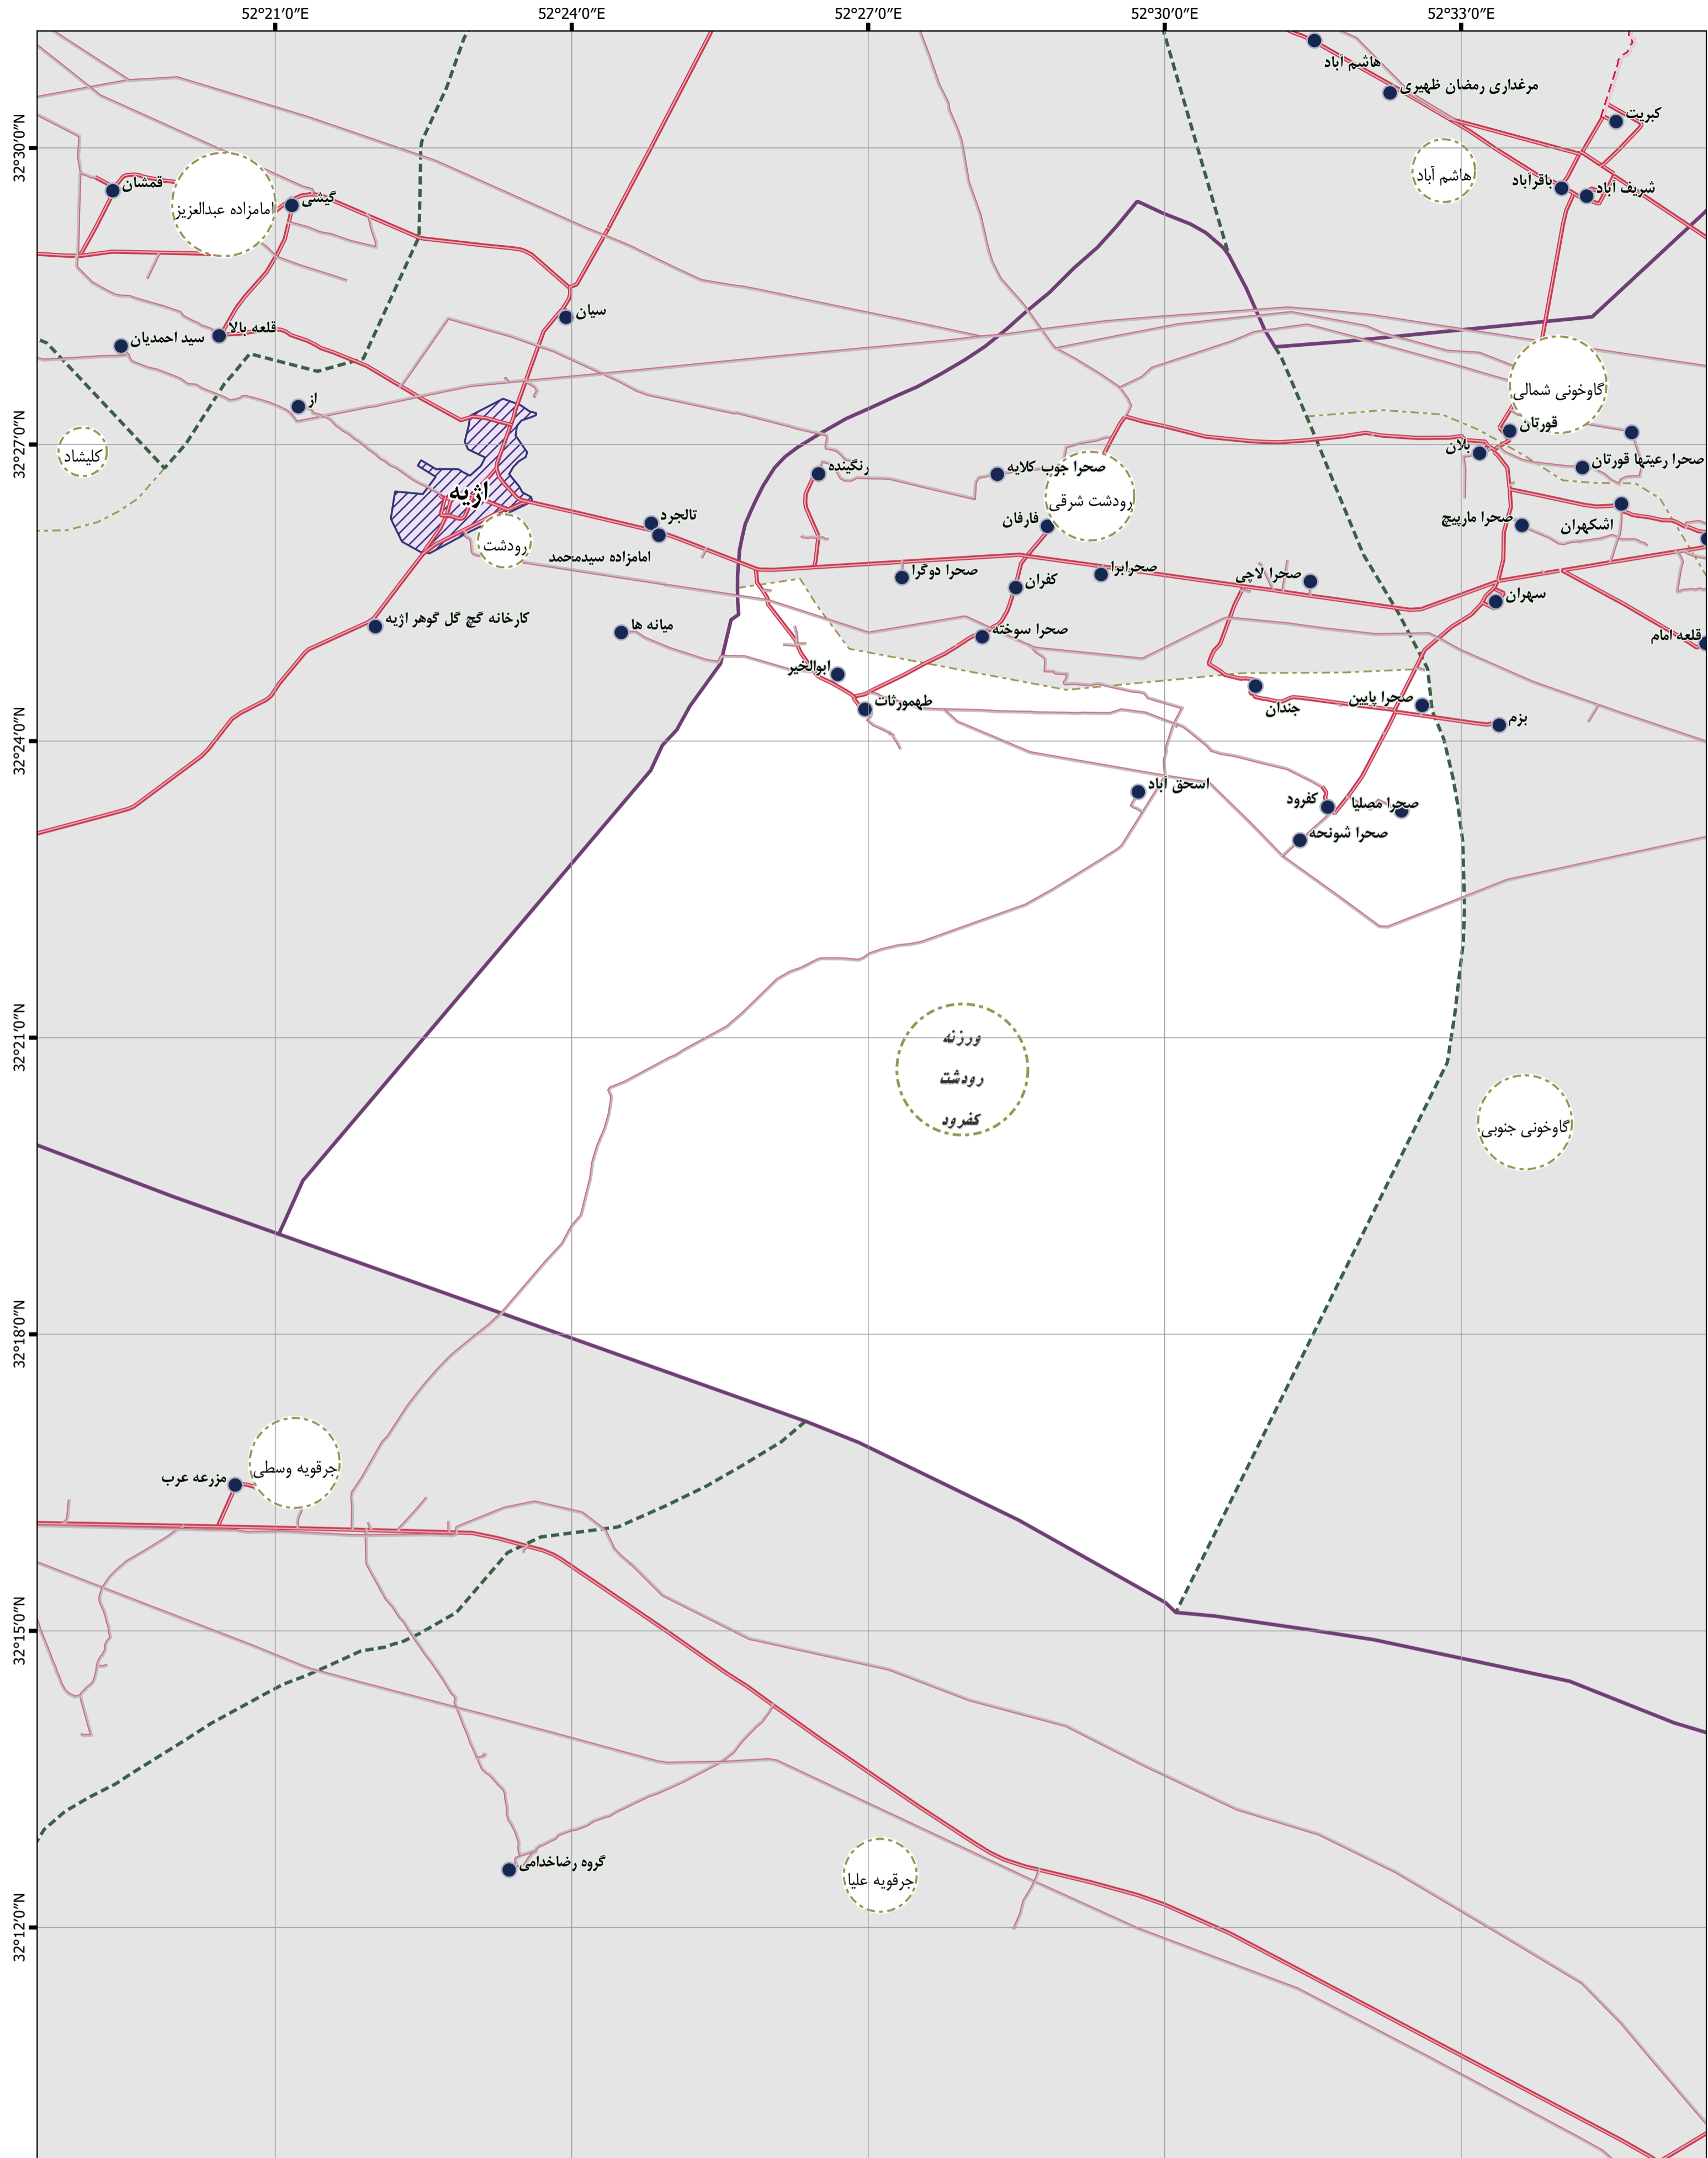 52°21′0″E
52°24′0″E
52°27′0″E
52°30′0″E
52°33′0″E
32°30′0″N
32°27′0″N
32°24′0″N
32°21′0″N
32°18′0″N
32°15′0″N
32°12′0″N
هاشم آباد
مرغداری رمضان ظهیری
کبریت
هاشم آباد
باقرآباد
شریف آباد
قمشان
امامزاده عبدالعزیز
گیشی
سیان
قلعه بالا
سید احمدیان
از
کلیشاد
گاوخونی شمالی
قورتان
بلان
صحرا رعیتها قورتان
رنگینده
صحرا جوب کلایه
رودشت شرقی
فارفان
صحرا مارپیچ
اشکهران
اژیه
رودشت
تالجرد
امامزاده سیدمحمد
صحرا دوگرا
کفران
صحرابرا
صحرا لاچی
سهران
قلعه امام
کارخانه گچ گل گوهر اژیه
میانه ها
صحرا سوخته
ابوالخیر
طهمورثات
جندان
صحرا پایین
بزم
اسحق آباد
کفرود
صحرا مصلیا
صحرا شونحه
ورزنه
رودشت
کفرود
گاوخونی جنوبی
جرقویه وسطی
مزرعه عرب
گروه رضاخدامی
جرقویه علیا